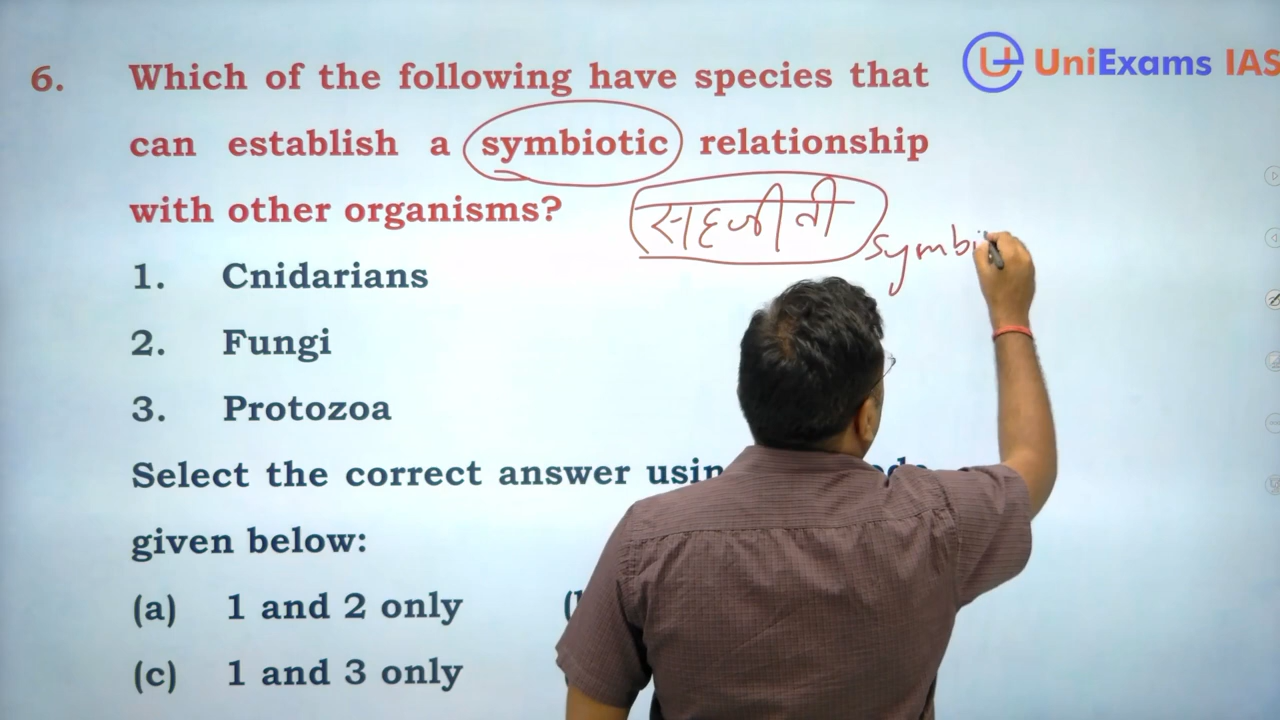 UniExams IAS
6. Which of the following have species that
can establish a symbiotic relationship
with other organisms?
सहजीवी
symbi
1. Cnidarians
2. Fungi
3. Protozoa
Select the correct answer using
given below:
(a) 1 and 2 only
(c) 1 and 3 only